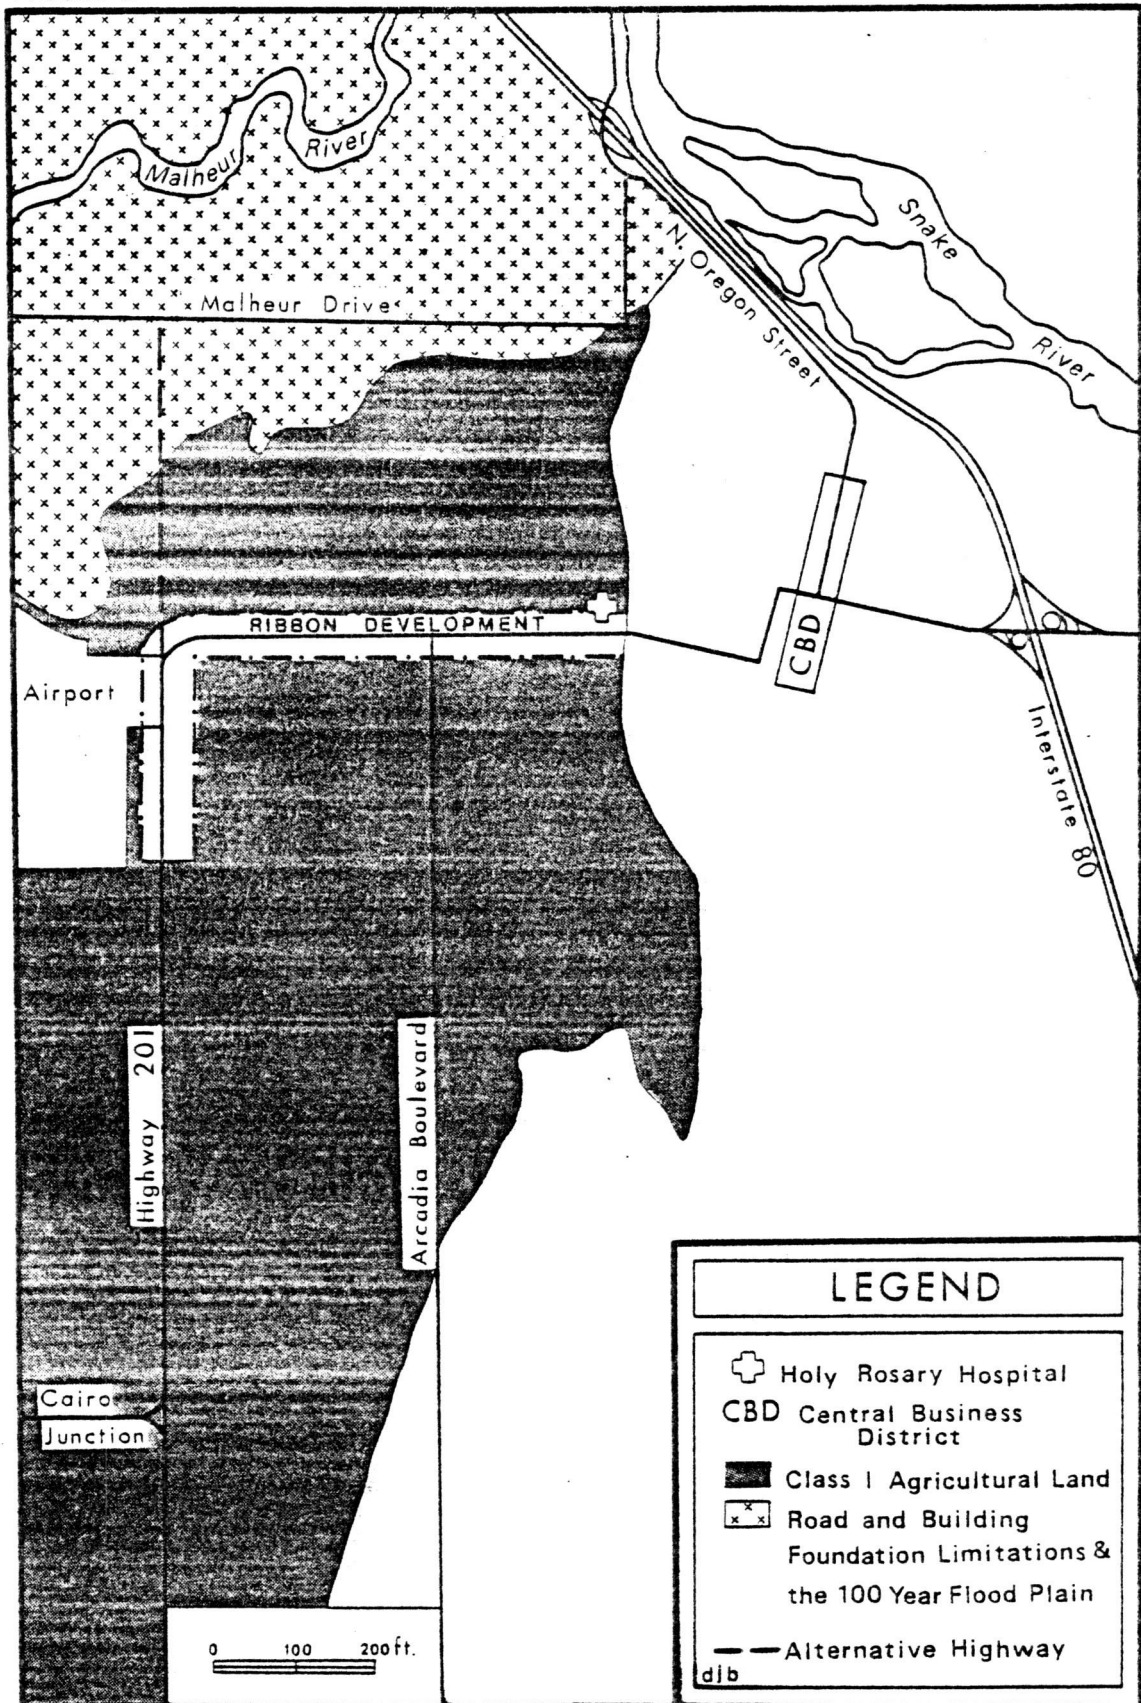 Malheur River
Snake River
N. Oregon Street
Malheur Drive
RIBBON DEVELOPMENT
CBD
Airport
Interstate 80
Highway 201
Arcadia Boulevard
Cairo
Junction
0 100 200 ft.
LEGEND
Holy Rosary Hospital
CBD Central Business
District
Class I Agricultural Land
Road and Building
Foundation Limitations &
the 100 Year Flood Plain
Alternative Highway
djb